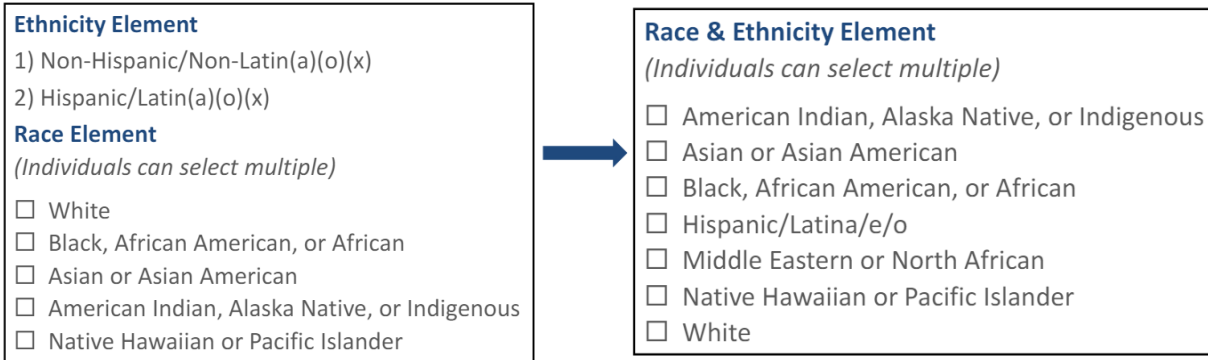 Ethnicity Element
1) Non-Hispanic/Non-Latin(a)(o)(x)
2) Hispanic/Latin(a)(o)(x)
Race Element
(Individuals can select multiple)
☐ White
☐ Black, African American, or African
☐ Asian or Asian American
☐ American Indian, Alaska Native, or Indigenous
☐ Native Hawaiian or Pacific Islander
Race & Ethnicity Element
(Individuals can select multiple)
☐ American Indian, Alaska Native, or Indigenous
☐ Asian or Asian American
☐ Black, African American, or African
☐ Hispanic/Latina/e/o
☐ Middle Eastern or North African
☐ Native Hawaiian or Pacific Islander
☐ White